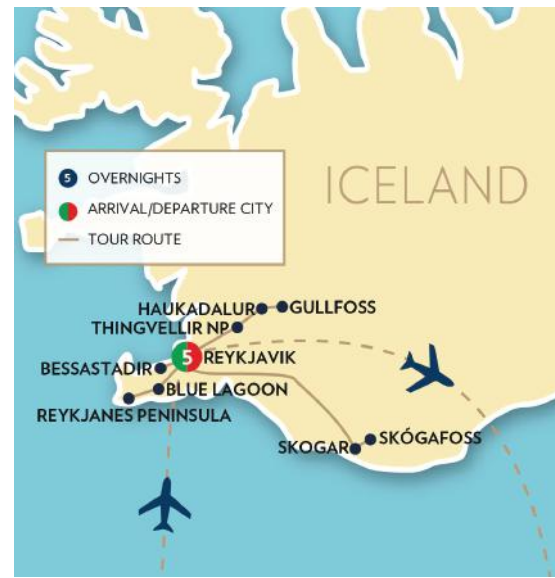 5 OVERNIGHTS
ARRIVAL/DEPARTURE CITY
TOUR ROUTE
ICELAND
HAUKADALUR
GULLFOSS
THINGVELLIR NP
5 REYKJAVIK
BESSASTADIR
BLUE LAGOON
REYKJANES PENINSULA
SKOGAR
SKÓGAFOSS